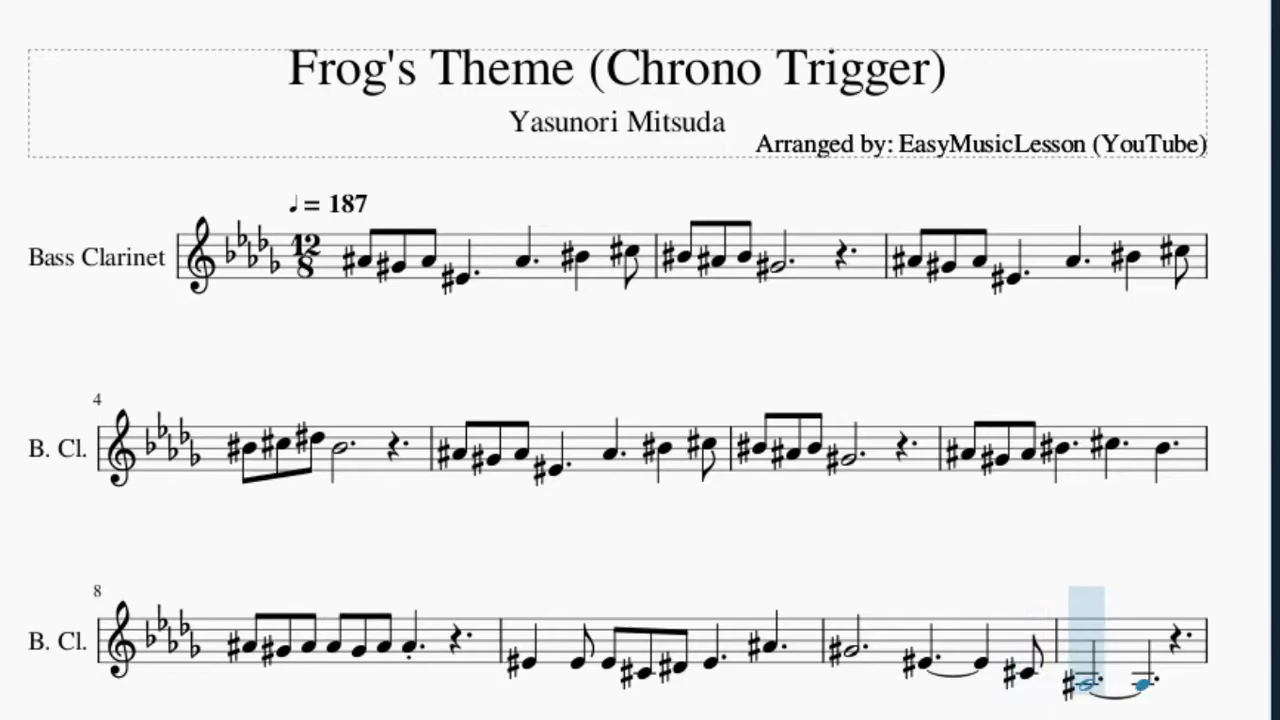 Frog's Theme (Chrono Trigger)
Yasunori Mitsuda
Arranged by: EasyMusicLesson (YouTube)
♩ = 187
Bass Clarinet
12
8
4
B. Cl.
8
B. Cl.